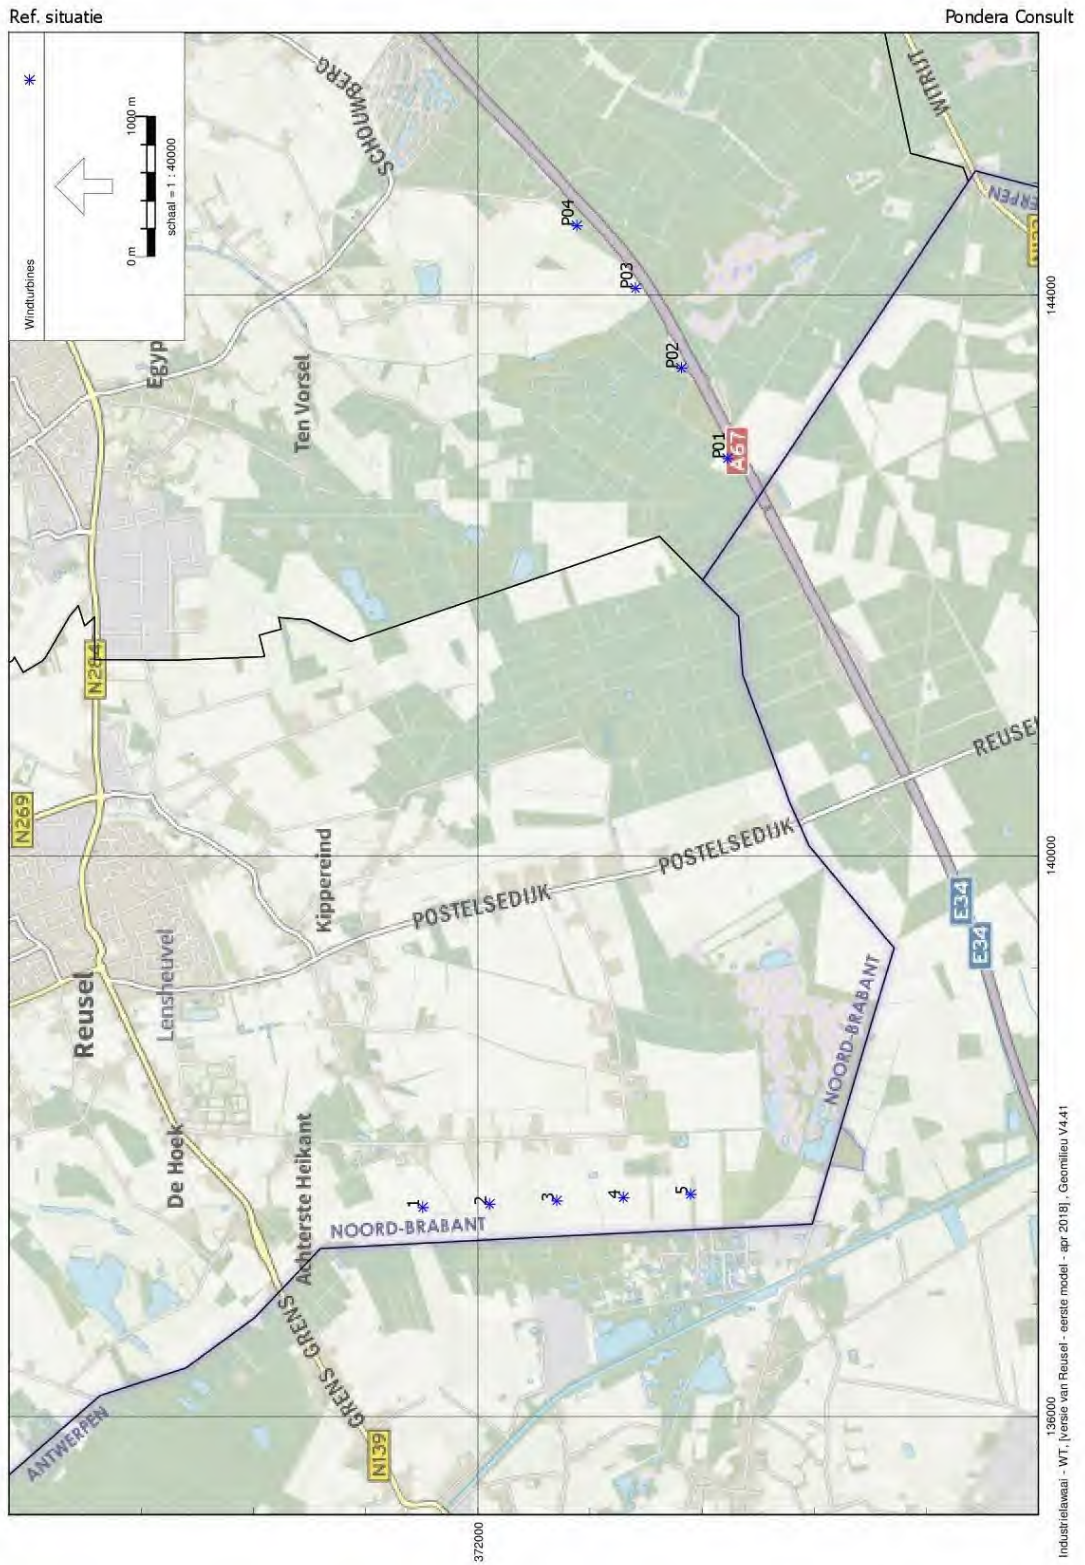 Ref. situatie
Pondera Consult
Windturbines
0 m 1000 m
schaal = 1 : 40000
SCHOUWBERG
WITRIJT
P04
P03
P02
P01
A67
144000
Egyp
Ten Vorsel
N284
N269
Reusel
Lensheuvel
Kippereind
POSTELSEDIJK
POSTELSEDIJK
REUSEL
140000
E34
E34
NOORD-BRABANT
De Hoek
Achterste Heikant
NOORD-BRABANT
1
2
3
4
5
GRENS
GRENS
ANTWERPEN
N139
136000
372000
Industrielawaai - WT, [versie van Reusel - eerste model - apr 2018] , Geomilieu V4.41